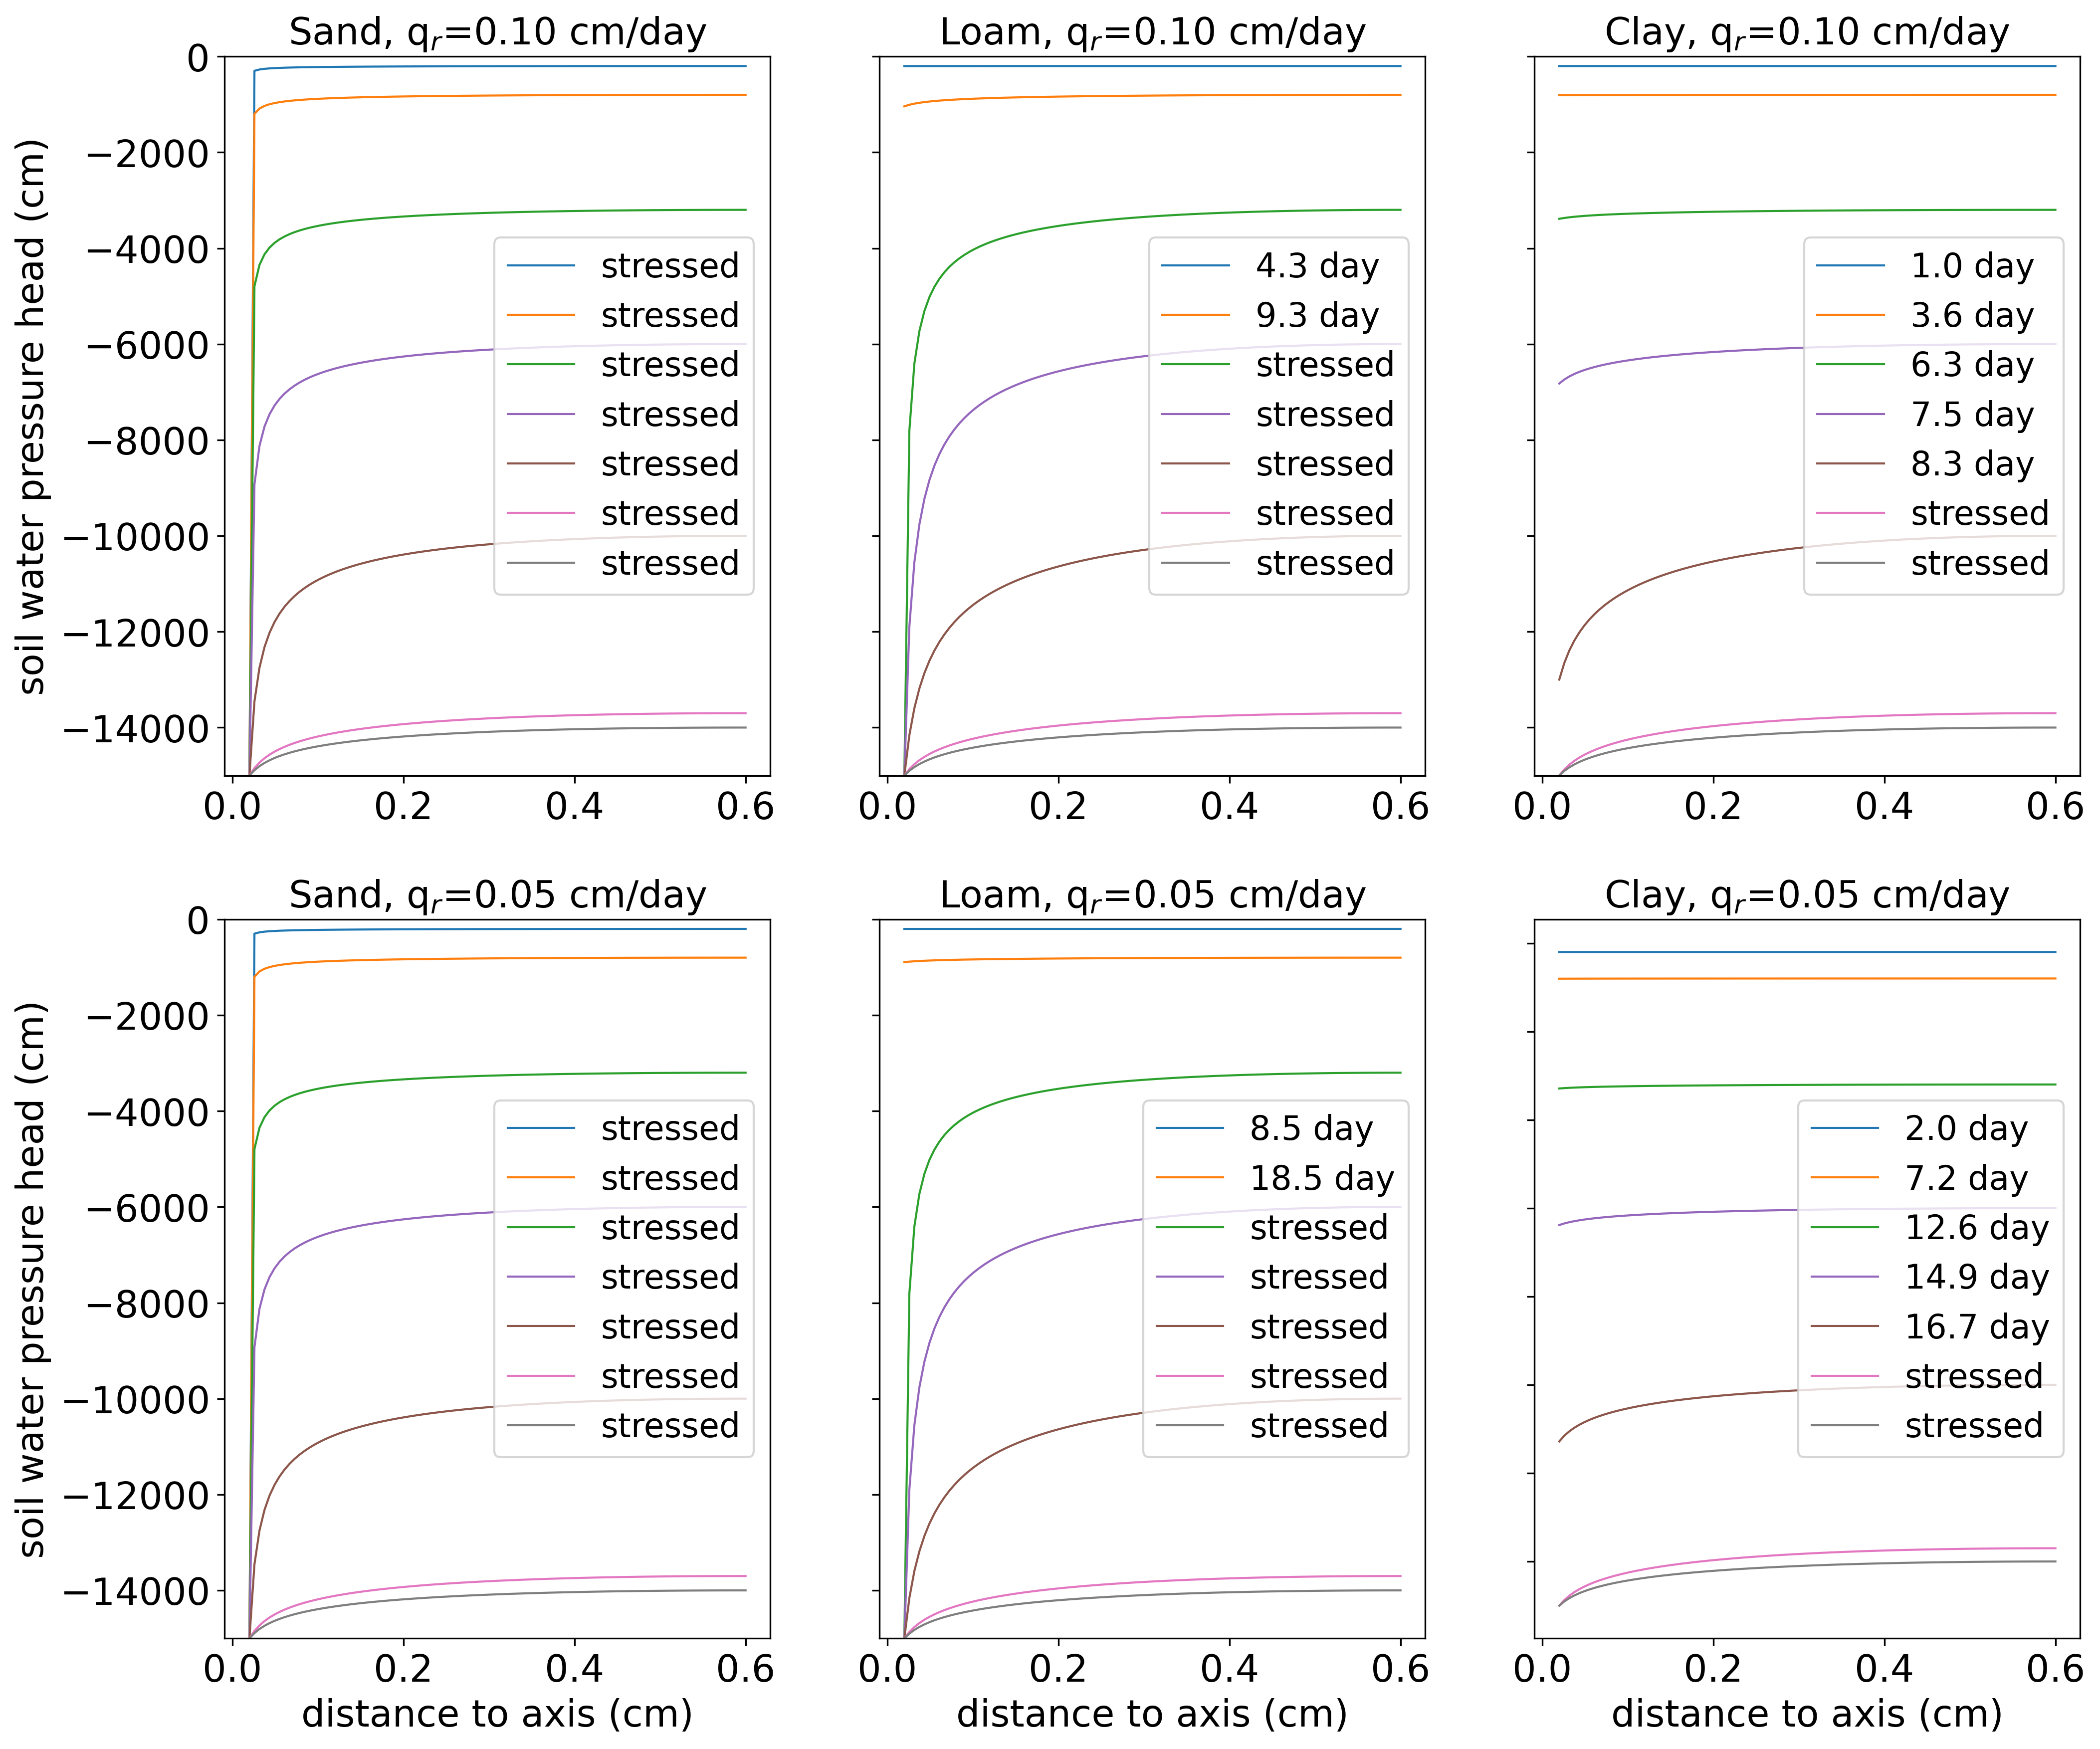 Sand, qr=0.10 cm/day
Loam, qr=0.10 cm/day
Clay, qr=0.10 cm/day
soil water pressure head (cm)
0
−2000
−4000
−6000
−8000
−10000
−12000
−14000
stressed
stressed
stressed
stressed
stressed
stressed
stressed
0.0 0.2 0.4 0.6
4.3 day
9.3 day
stressed
stressed
stressed
stressed
stressed
0.0 0.2 0.4 0.6
1.0 day
3.6 day
6.3 day
7.5 day
8.3 day
stressed
stressed
0.0 0.2 0.4 0.6
Sand, qr=0.05 cm/day
Loam, qr=0.05 cm/day
Clay, qr=0.05 cm/day
soil water pressure head (cm)
0
−2000
−4000
−6000
−8000
−10000
−12000
−14000
stressed
stressed
stressed
stressed
stressed
stressed
stressed
0.0 0.2 0.4 0.6
distance to axis (cm)
8.5 day
18.5 day
stressed
stressed
stressed
stressed
stressed
0.0 0.2 0.4 0.6
distance to axis (cm)
2.0 day
7.2 day
12.6 day
14.9 day
16.7 day
stressed
stressed
0.0 0.2 0.4 0.6
distance to axis (cm)